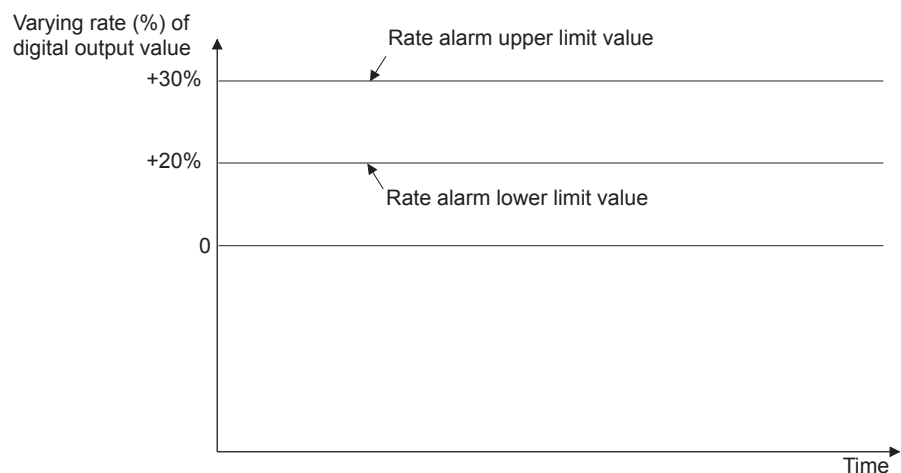 Varying rate (%) of
digital output value
Rate alarm upper limit value
+30%
+20%
Rate alarm lower limit value
0
Time